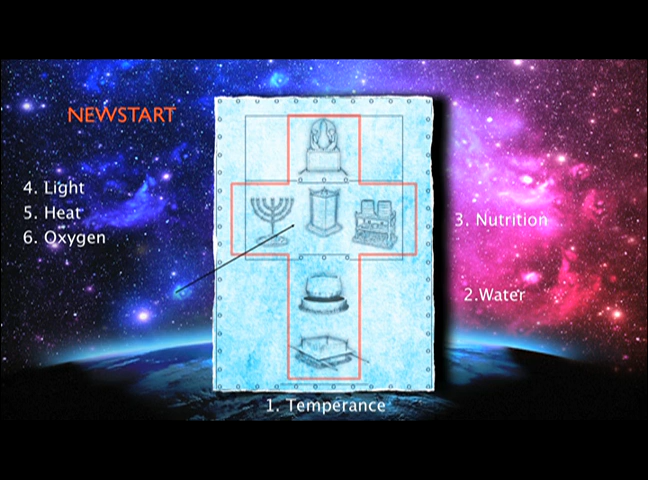 NEWSTART
4. Light
5. Heat
6. Oxygen
3. Nutrition
2.Water
1. Temperance